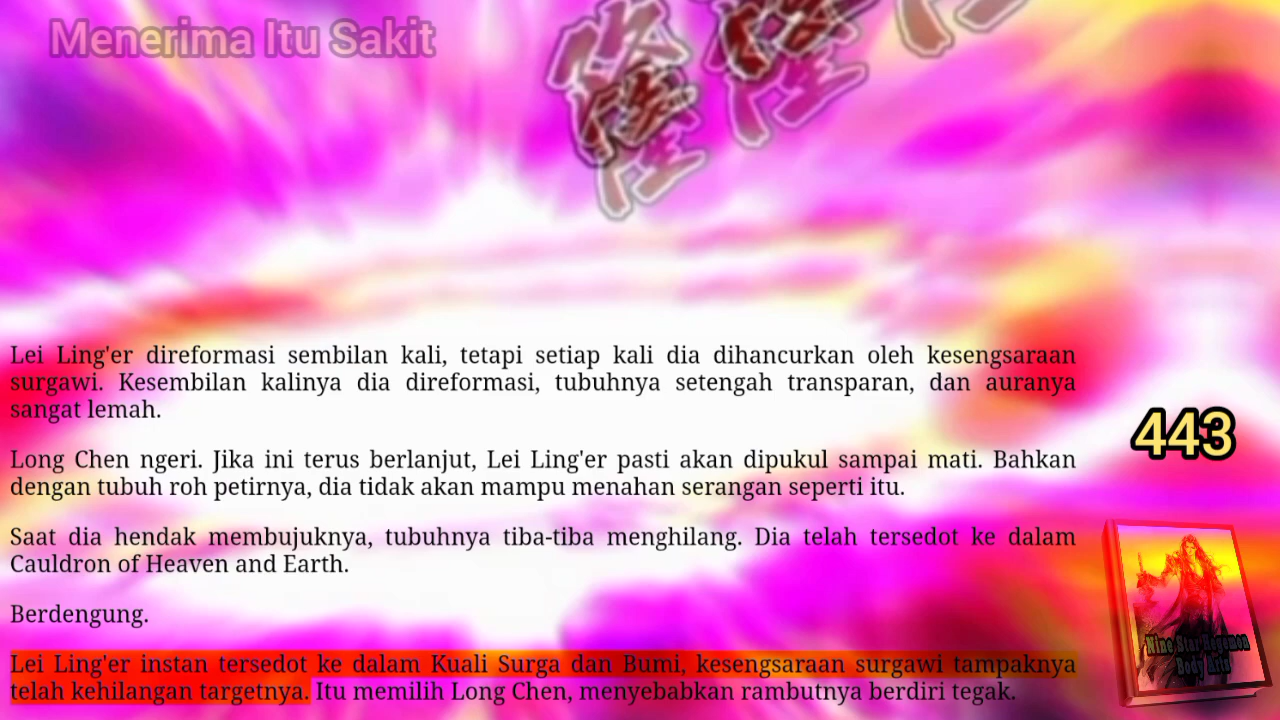 Menerima Itu Sakit
隆 隆
隆
Lei Ling'er direformasi sembilan kali, tetapi setiap kali dia dihancurkan oleh kesengsaraan
surgawi. Kesembilan kalinya dia direformasi, tubuhnya setengah transparan, dan auranya
sangat lemah.
Long Chen ngeri. Jika ini terus berlanjut, Lei Ling'er pasti akan dipukul sampai mati. Bahkan
dengan tubuh roh petirnya, dia tidak akan mampu menahan serangan seperti itu.
443
Saat dia hendak membujuknya, tubuhnya tiba-tiba menghilang. Dia telah tersedot ke dalam
Cauldron of Heaven and Earth.
Berdengung.
Lei Ling'er instan tersedot ke dalam Kuali Surga dan Bumi, kesengsaraan surgawi tampaknya
telah kehilangan targetnya. Itu memilih Long Chen, menyebabkan rambutnya berdiri tegak.
Nine Star Hegemon
Body Arts